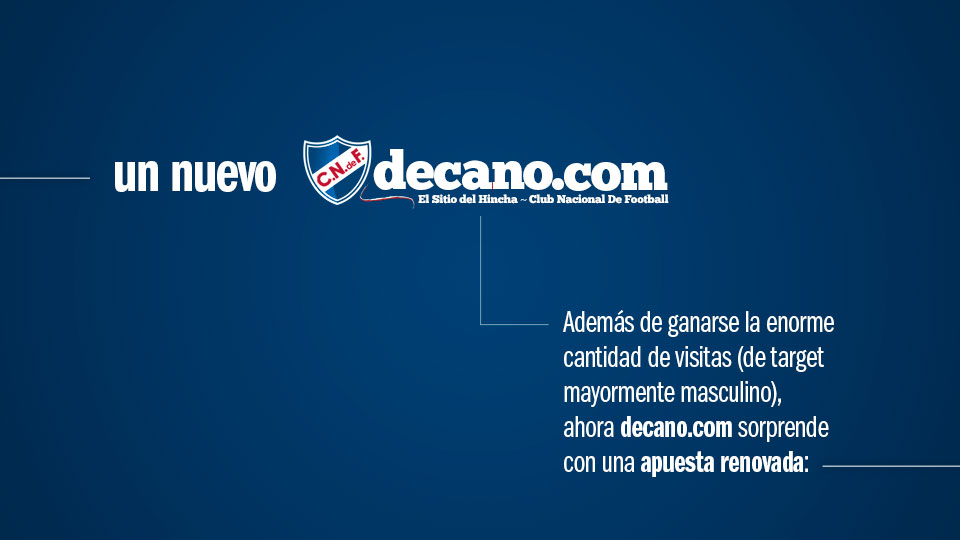 un nuevo C.N.deF. decano.com
El Sitio del Hincha ~ Club Nacional De Football
Además de ganarse la enorme
cantidad de visitas (de target
mayormente masculino),
ahora decano.com sorprende
con una apuesta renovada: